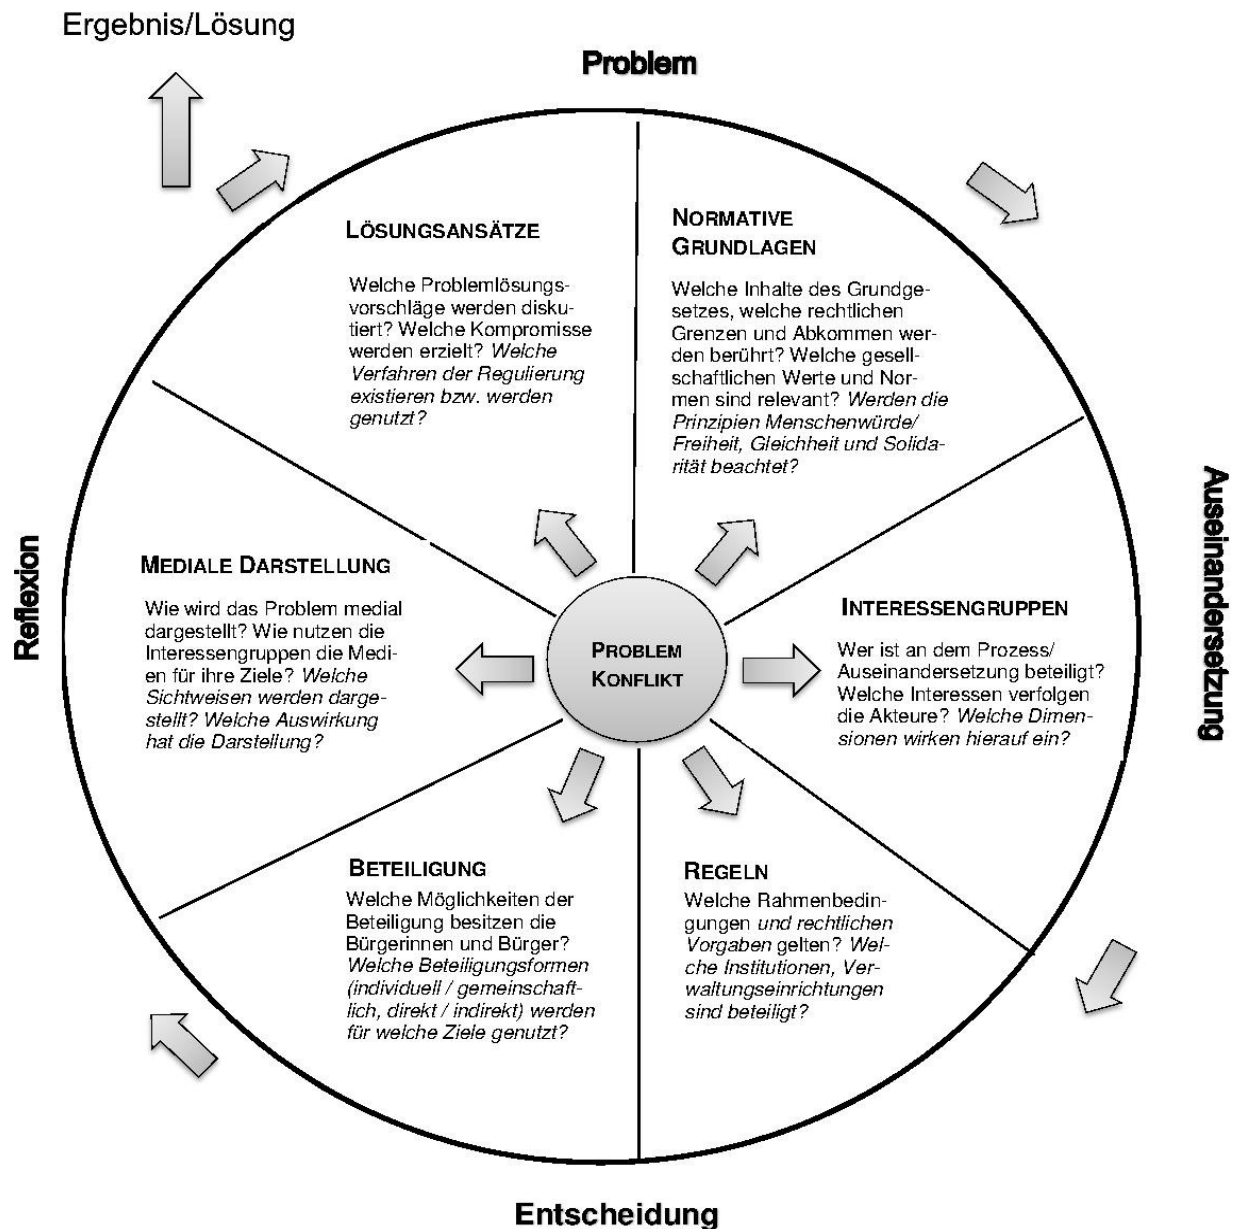 Ergebnis/Lösung
Problem
LÖSUNGSANSÄTZE
Welche Problemlösungs-
vorschläge werden disku-
tiert? Welche Kompromisse
werden erzielt? Welche
Verfahren der Regulierung
existieren bzw. werden
genutzt?
NORMATIVE
GRUNDLAGEN
Welche Inhalte des Grundge-
setzes, welche rechtlichen
Grenzen und Abkommen wer-
den berührt? Welche gesell-
schaftlichen Werte und Nor-
men sind relevant? Werden die
Prinzipien Menschenwürde/
Freiheit, Gleichheit und Solida-
rität beachtet?
Auseinandersetzung
INTERESSENGRUPPEN
Wer ist an dem Prozess/
Auseinandersetzung beteiligt?
Welche Interessen verfolgen
die Akteure? Welche Dimen-
sionen wirken hierauf ein?
PROBLEM
KONFLIKT
Reflexion
MEDIALE DARSTELLUNG
Wie wird das Problem medial
dargestellt? Wie nutzen die
Interessengruppen die Medi-
en für ihre Ziele? Welche
Sichtweisen werden darge-
stellt? Welche Auswirkung
hat die Darstellung?
BETEILIGUNG
Welche Möglichkeiten der
Beteiligung besitzen die
Bürgerinnen und Bürger?
Welche Beteiligungsformen
(individuell / gemeinschaft-
lich, direkt / indirekt) werden
für welche Ziele genutzt?
REGELN
Welche Rahmenbedin-
gungen und rechtlichen
Vorgaben gelten? Wel-
che Institutionen, Ver-
waltungseinrichtungen
sind beteiligt?
Entscheidung